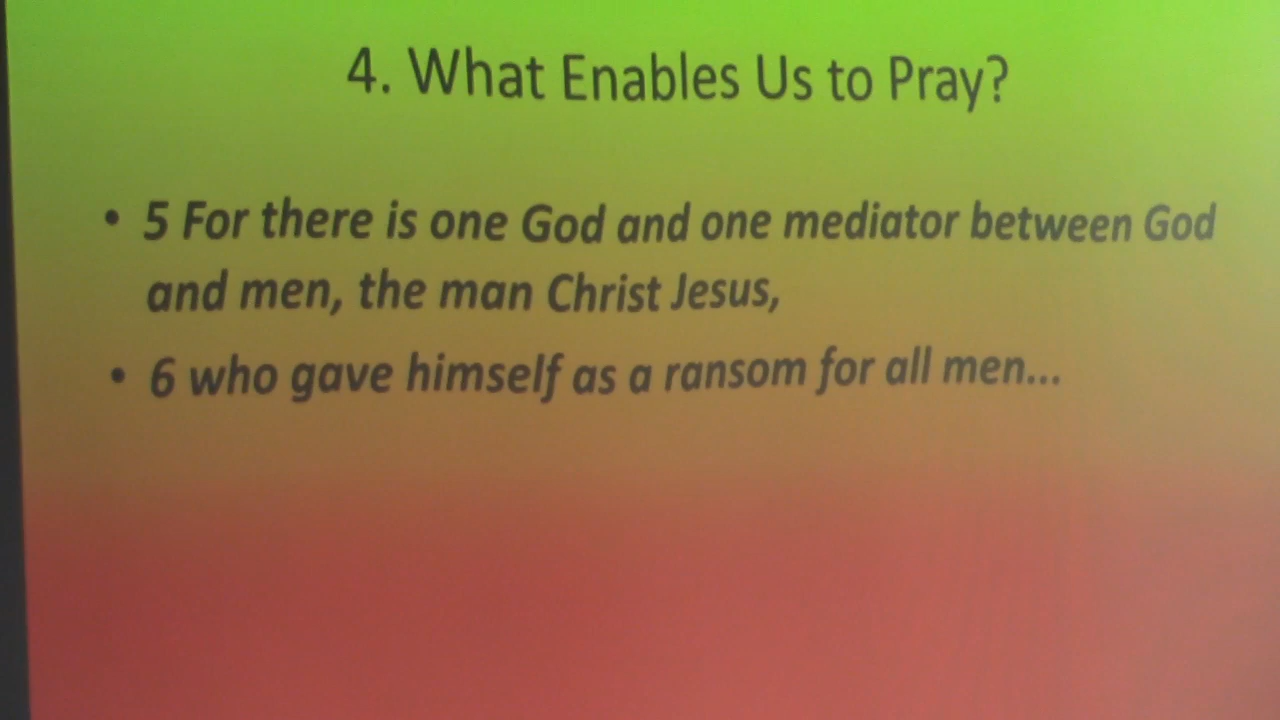 4. What Enables Us to Pray?
• 5 For there is one God and one mediator between God
and men, the man Christ Jesus,
• 6 who gave himself as a ransom for all men...